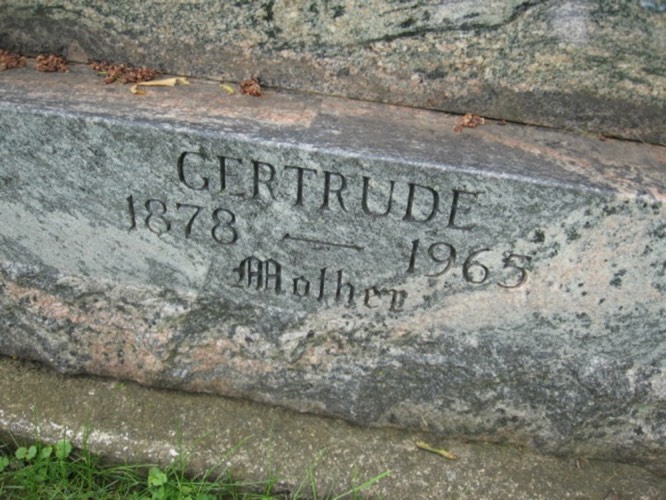 GERTRUDE
1878 — 1965
Mother